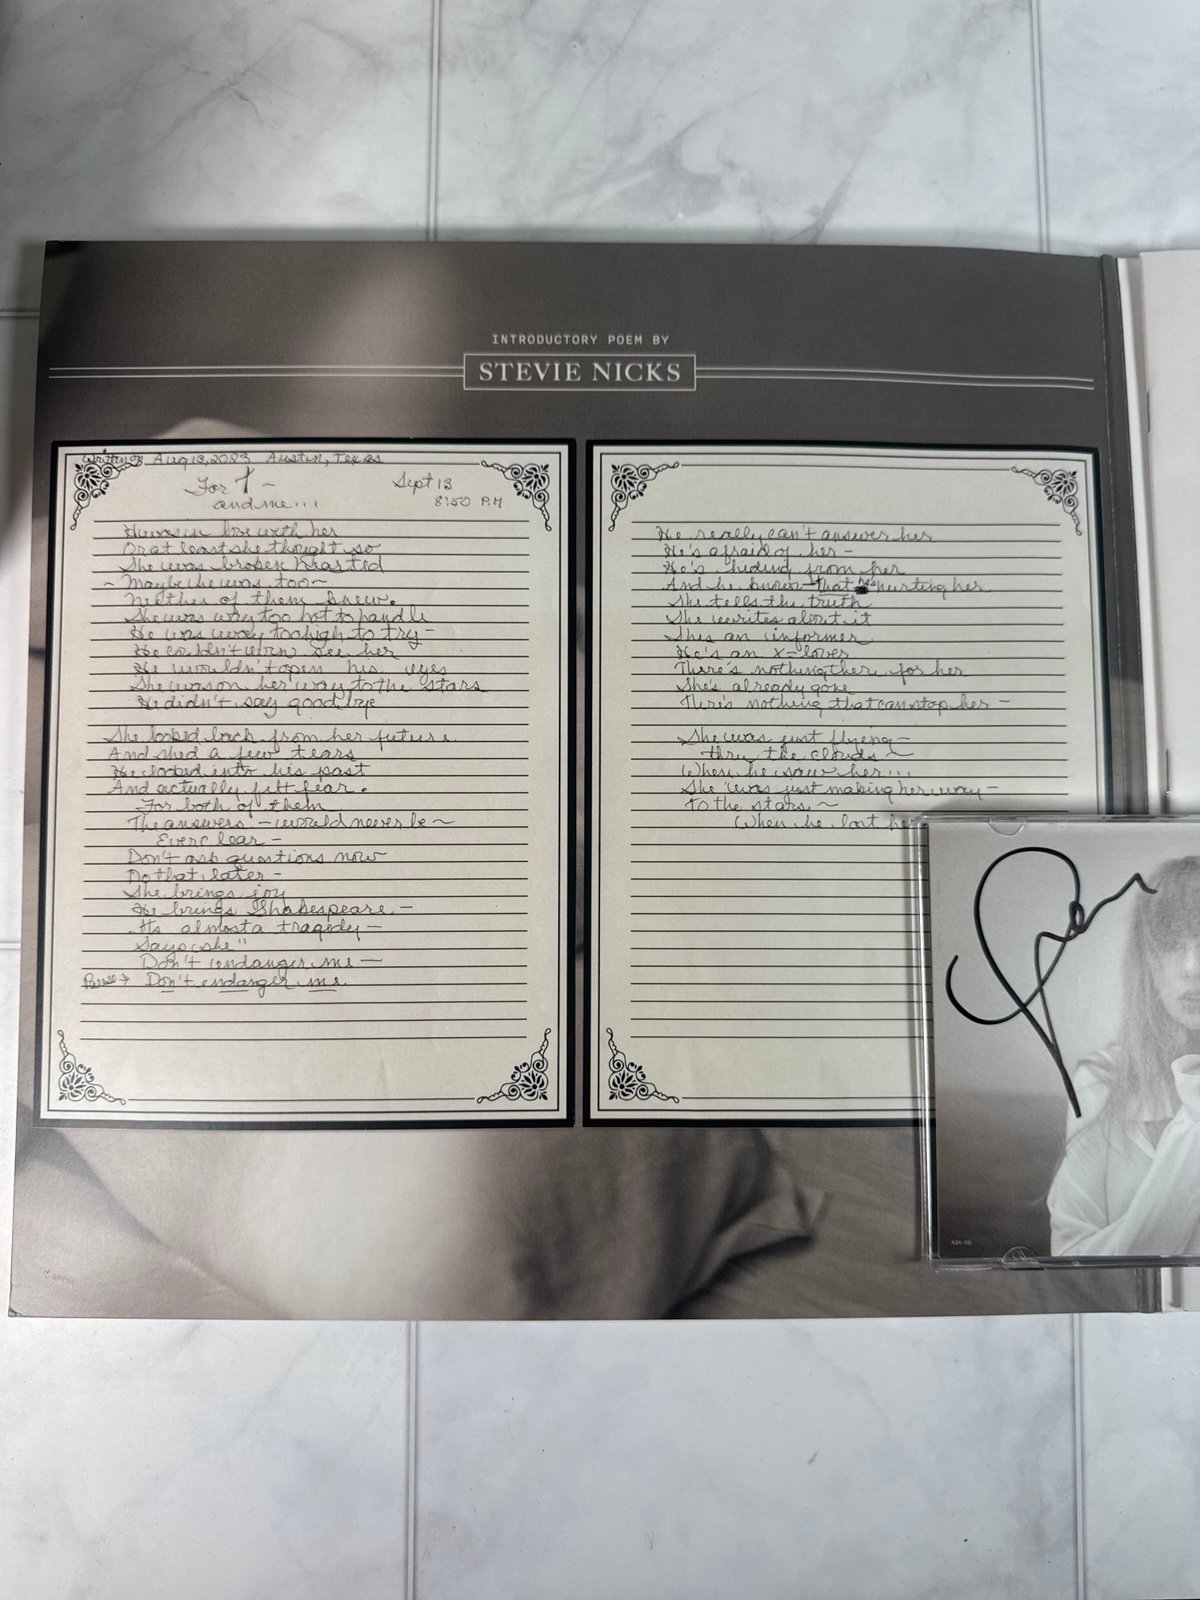 INTRODUCTORY POEM BY
STEVIE NICKS
Written Aug 13, 2023 Austin, Texas
For T ~
and me...
Sept 13
8:50 P.M
He was in love with her
Or at least she thought so
She was broken hearted
~ Maybe he was too ~
Neither of them knew.
She was way too hot to handle
He was way too high to try -
He couldn't even see her
He wouldn't open his eyes
She was on her way to the stars
He didn't say goodbye
She looked back from her future
And shed a few tears
He looked into his past
And actually felt fear.
For both of them
The answers - would never be ~
Ever clear -
Don't ask questions now
Do that later -
She brings joy
He brings Shakespeare -
It's almost a tragedy -
Says she"
Don't endanger me -
Don't endanger me
He really can't answer her
He's afraid of her -
He's hiding from her
And he knows that he's hurting her
She tells the truth
She writes about it
She's an informer
He's an x-lover
There's nothing there for her
She's already gone
There's nothing that can stop her -
She was just flying -
thru the clouds ~
When he saw her...
She was just making her way -
To the stars ~
When he lost her